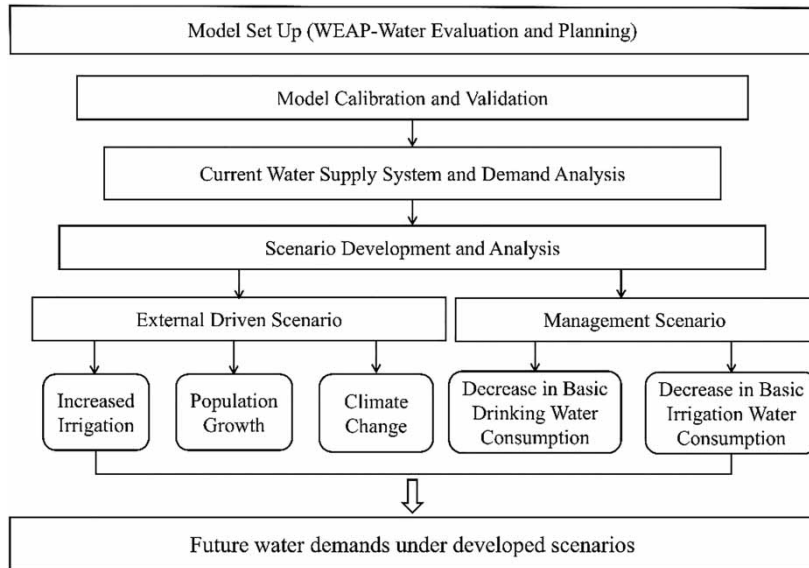 Model Set Up (WEAP-Water Evaluation and Planning)
Model Calibration and Validation
Current Water Supply System and Demand Analysis
Scenario Development and Analysis
External Driven Scenario
Management Scenario
Increased
Irrigation
Population
Growth
Climate
Change
Decrease in Basic
Drinking Water
Consumption
Decrease in Basic
Irrigation Water
Consumption
Future water demands under developed scenarios